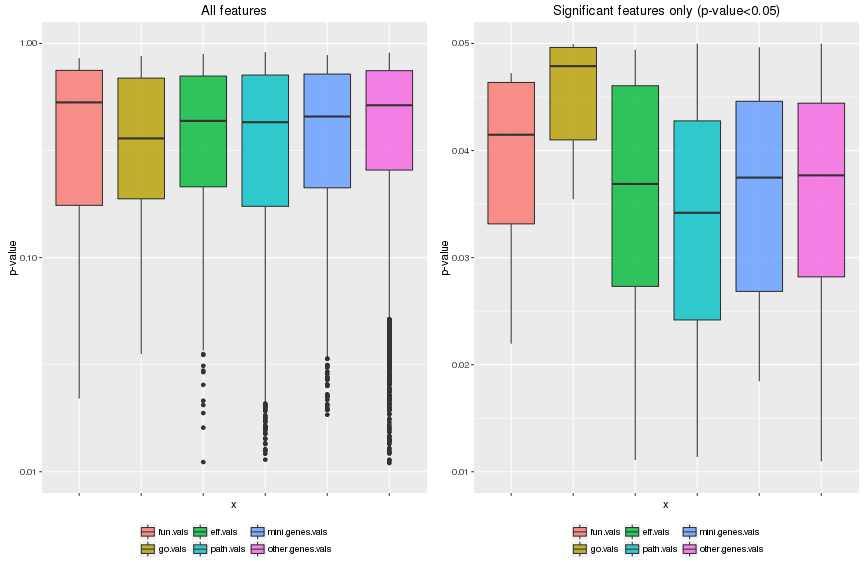 All features
Significant features only (p-value<0.05)
1.00
0.10
0.01
p-value
x
0.05
0.04
0.03
0.02
0.01
p-value
x
fun.vals eff.vals mini.genes.vals
go.vals path.vals other.genes.vals
fun.vals eff.vals mini.genes.vals
go.vals path.vals other.genes.vals